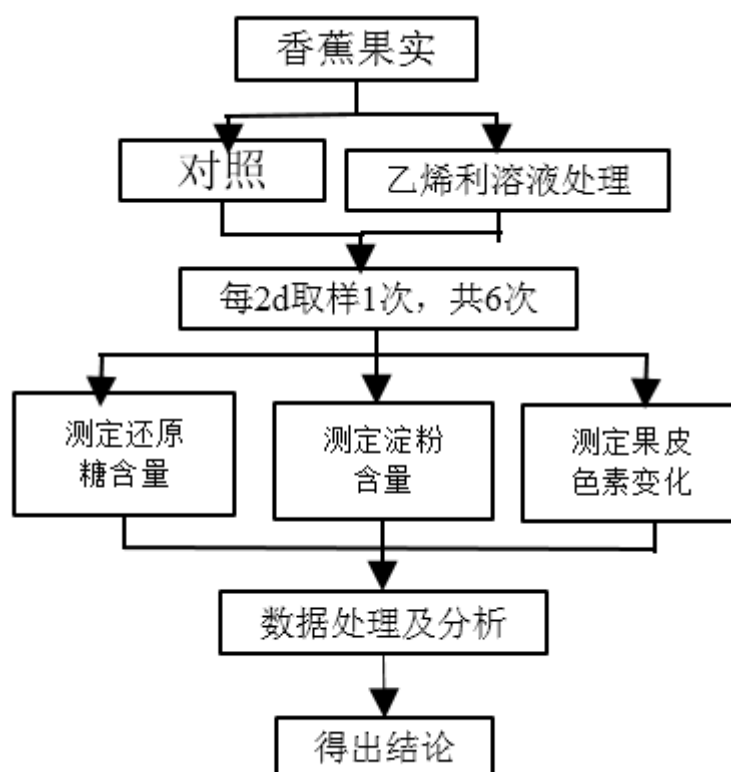 香蕉果实
对照
乙烯利溶液处理
每2d取样1次，共6次
测定还原
糖含量
测定淀粉
含量
测定果皮
色素变化
数据处理及分析
得出结论